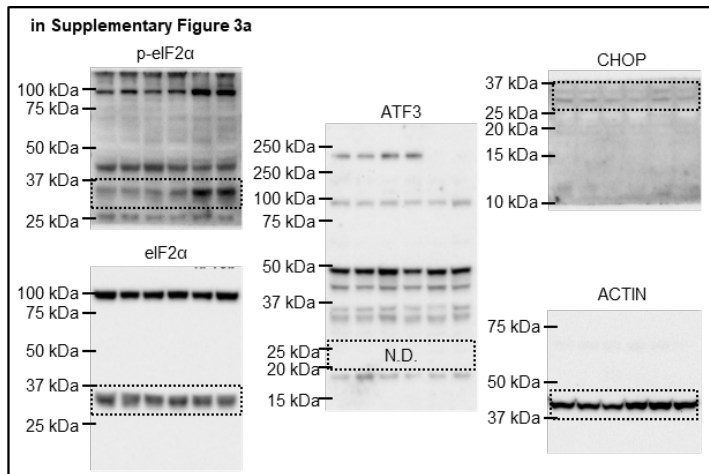 in Supplementary Figure 3a
p-eIF2α
100 kDa
75 kDa
50 kDa
37 kDa
25 kDa
eIF2α
100 kDa
75 kDa
50 kDa
37 kDa
25 kDa
ATF3
250 kDa
250 kDa
100 kDa
75 kDa
50 kDa
37 kDa
25 kDa
N.D.
20 kDa
15 kDa
CHOP
37 kDa
25 kDa
20 kDa
15 kDa
10 kDa
ACTIN
75 kDa
50 kDa
37 kDa